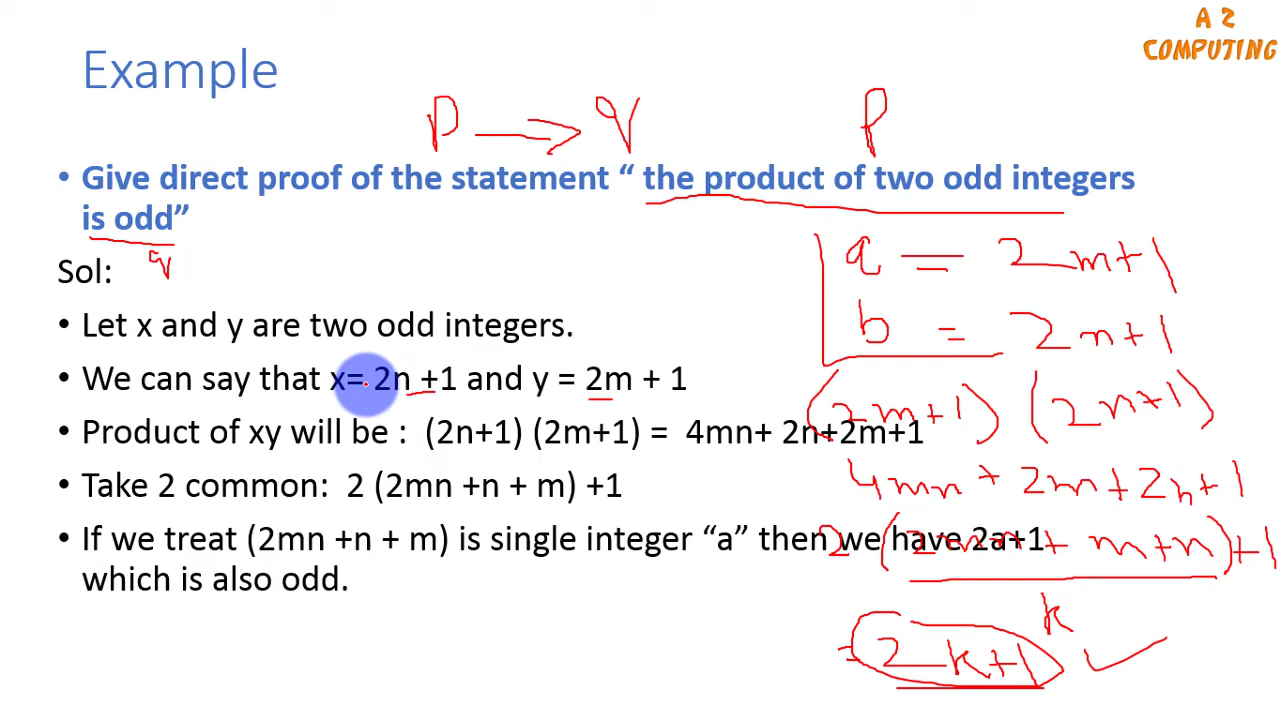 A Z
COMPUTING
Example
p → q
p
• Give direct proof of the statement “ the product of two odd integers
is odd”
q
Sol:
a = 2m+1
• Let x and y are two odd integers.
b = 2n+1
• We can say that x= 2n +1 and y = 2m + 1
(2m+1) (2n+1)
• Product of xy will be : (2n+1) (2m+1) = 4mn+ 2n+2m+1
4mn + 2m+2n+1
• Take 2 common: 2 (2mn +n + m) +1
• If we treat (2mn +n + m) is single integer “a” then we have 2a+1
2 (2mn + m+n) +1
which is also odd.
k
= 2k+1 ✓